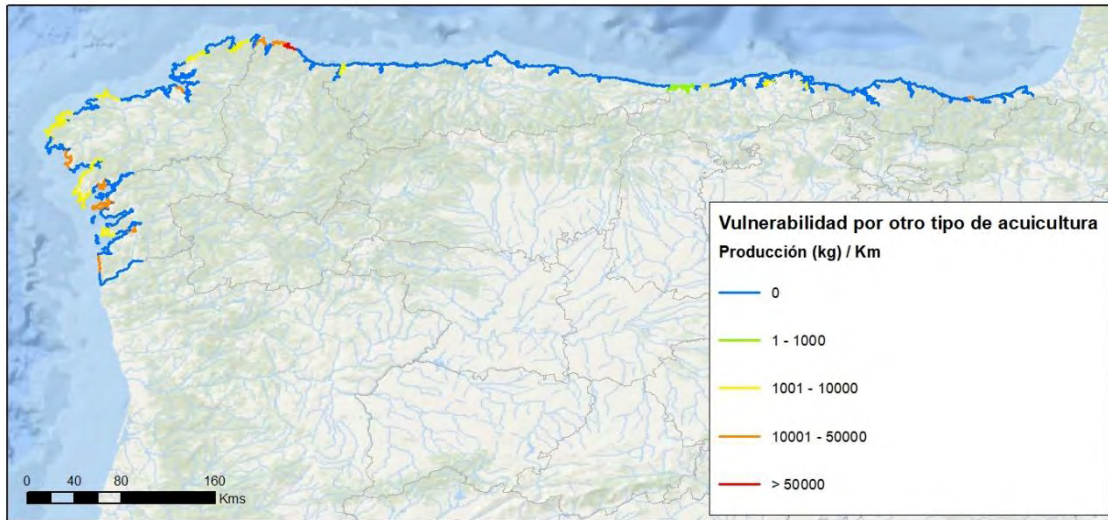 Vulnerabilidad por otro tipo de acuicultura
Producción (kg) / Km
0
1 - 1000
1001 - 10000
10001 - 50000
> 50000
0 40 80 160
Kms